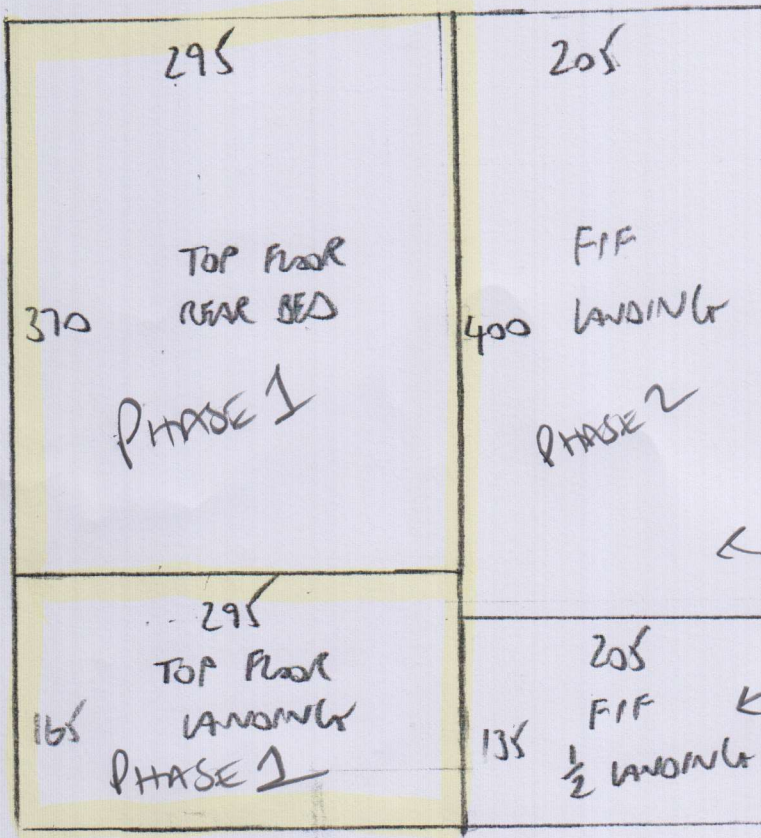 295
TOP FLOOR
REAR BED
370
PHASE 1
205
F/F
LANDING
400
PHASE 2
295
TOP FLOOR
LANDING
165
PHASE 1
205
F/F
135
½ LANDING